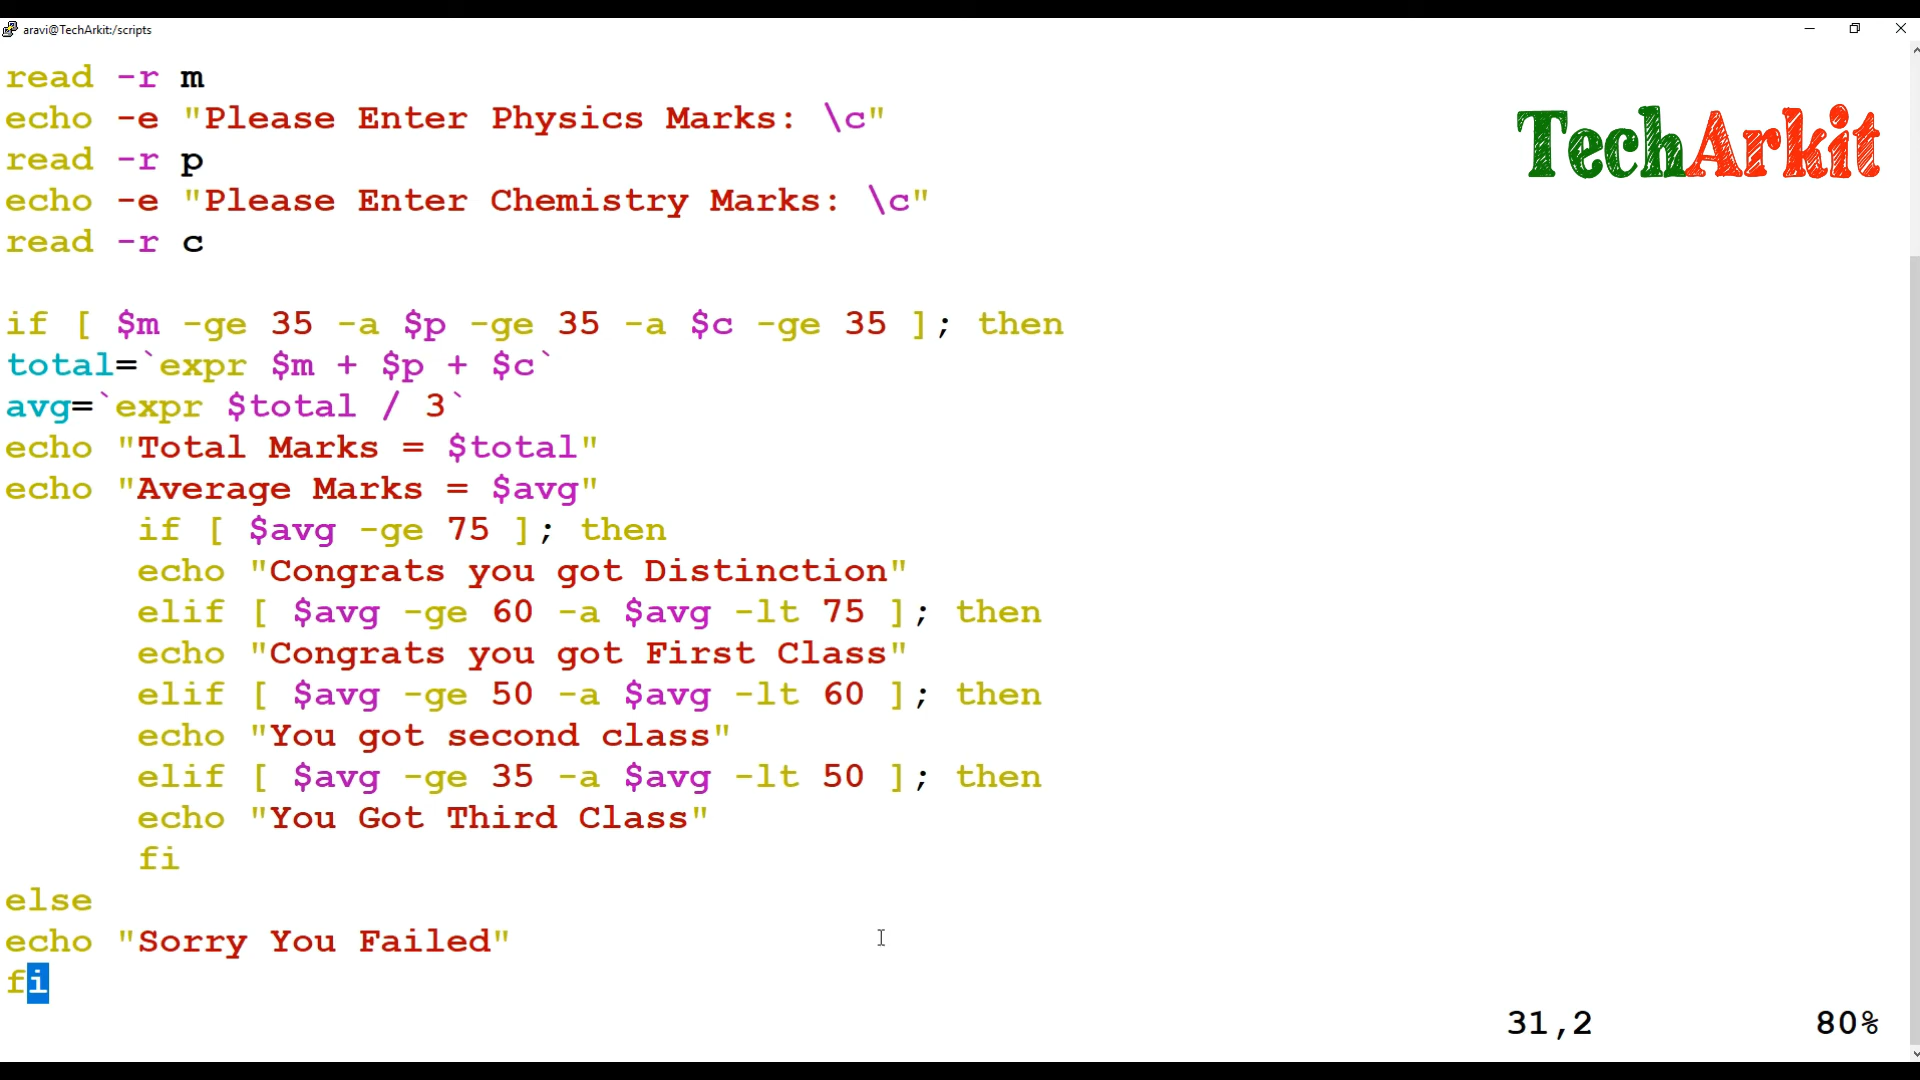 aravi@TechArkit:/scripts
TechArkit
read -r m
echo -e "Please Enter Physics Marks: \c"
read -r p
echo -e "Please Enter Chemistry Marks: \c"
read -r c
if [ $m -ge 35 -a $p -ge 35 -a $c -ge 35 ]; then
total=`expr $m + $p + $c`
avg=`expr $total / 3`
echo "Total Marks = $total"
echo "Average Marks = $avg"
if [ $avg -ge 75 ]; then
echo "Congrats you got Distinction"
elif [ $avg -ge 60 -a $avg -lt 75 ]; then
echo "Congrats you got First Class"
elif [ $avg -ge 50 -a $avg -lt 60 ]; then
echo "You got second class"
elif [ $avg -ge 35 -a $avg -lt 50 ]; then
echo "You Got Third Class"
fi
else
echo "Sorry You Failed"
fi
31,2 80%